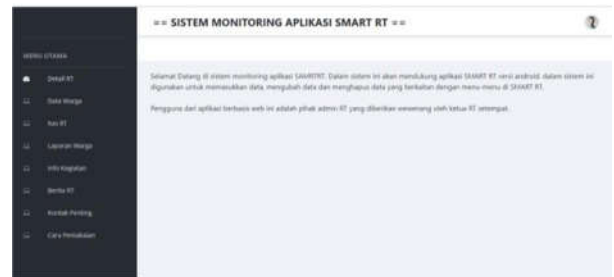 == SISTEM MONITORING APLIKASI SMART RT ==
MENU UTAMA
Detail RT
Data Warga
Kas RT
Laporan Warga
Info Kegiatan
Berita RT
Kontak Penting
Cara Pemakaian
Selamat Datang di sistem monitoring aplikasi SAMRTRT. Dalam sistem ini akan mendukung aplikasi SMART RT versi android. dalam sistem ini
digunakan untuk memasukkan data, mengubah data dan menghapus data yang berkaitan dengan menu-menu di SMART RT.
Pengguna dari aplikasi berbasis web ini adalah pihak admin RT yang diberikan wewenang oleh ketua RT setempat.